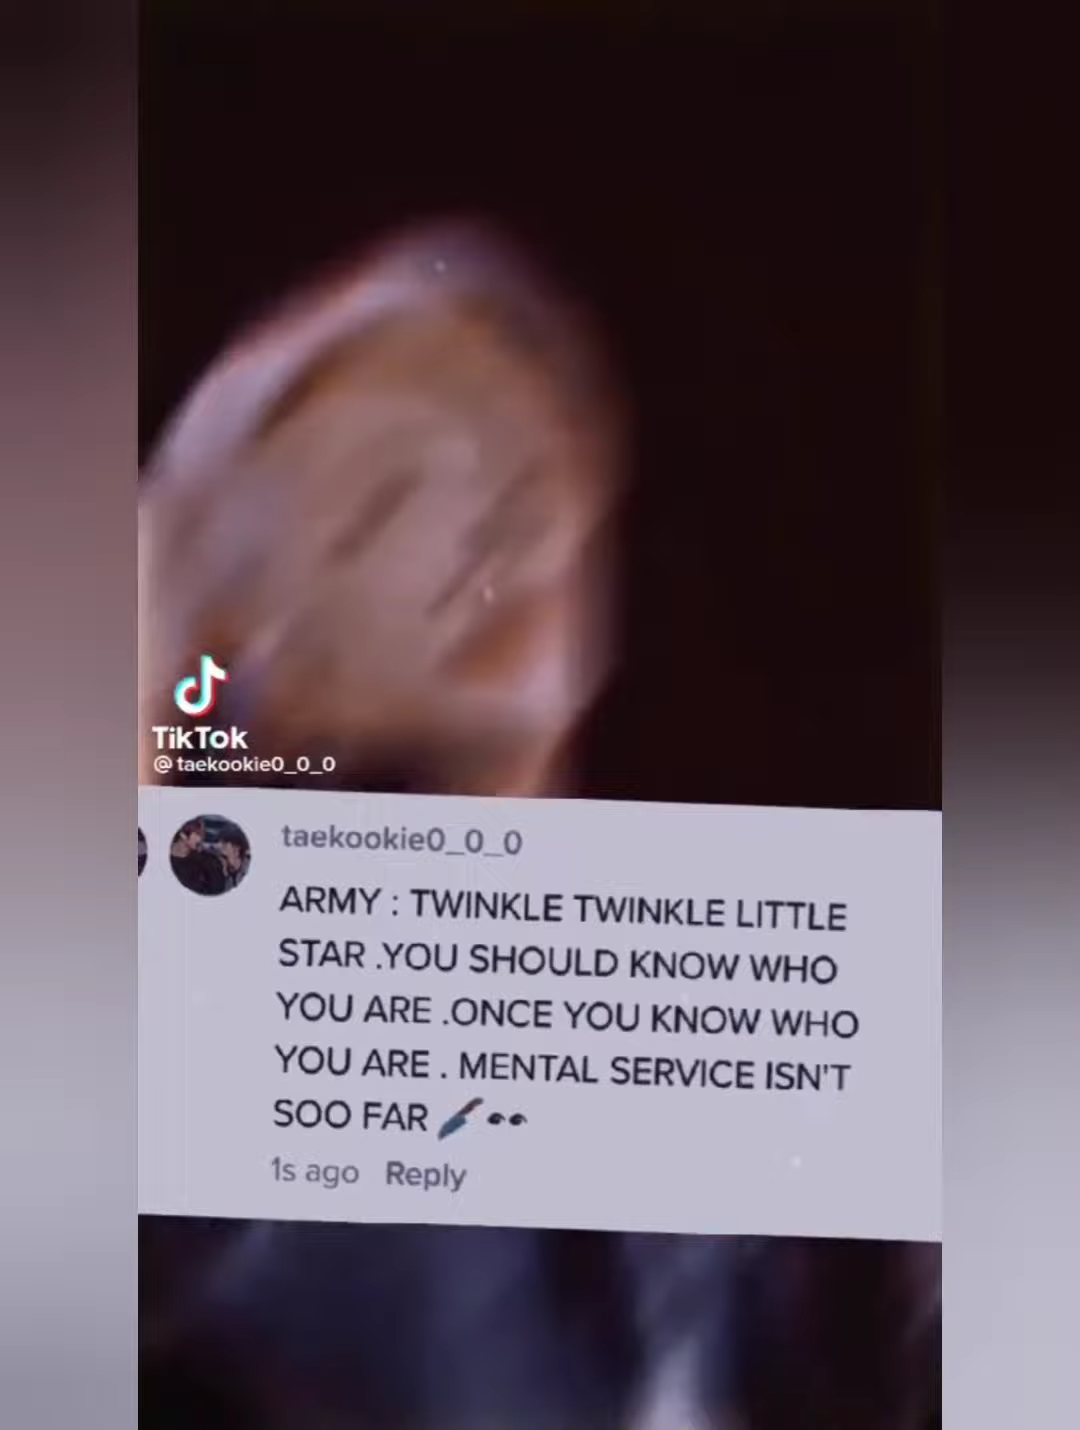 TikTok
@taekookie0_0_0
taekookie0_0_0
ARMY : TWINKLE TWINKLE LITTLE
STAR .YOU SHOULD KNOW WHO
YOU ARE .ONCE YOU KNOW WHO
YOU ARE . MENTAL SERVICE ISN'T
SOO FAR
1s ago Reply